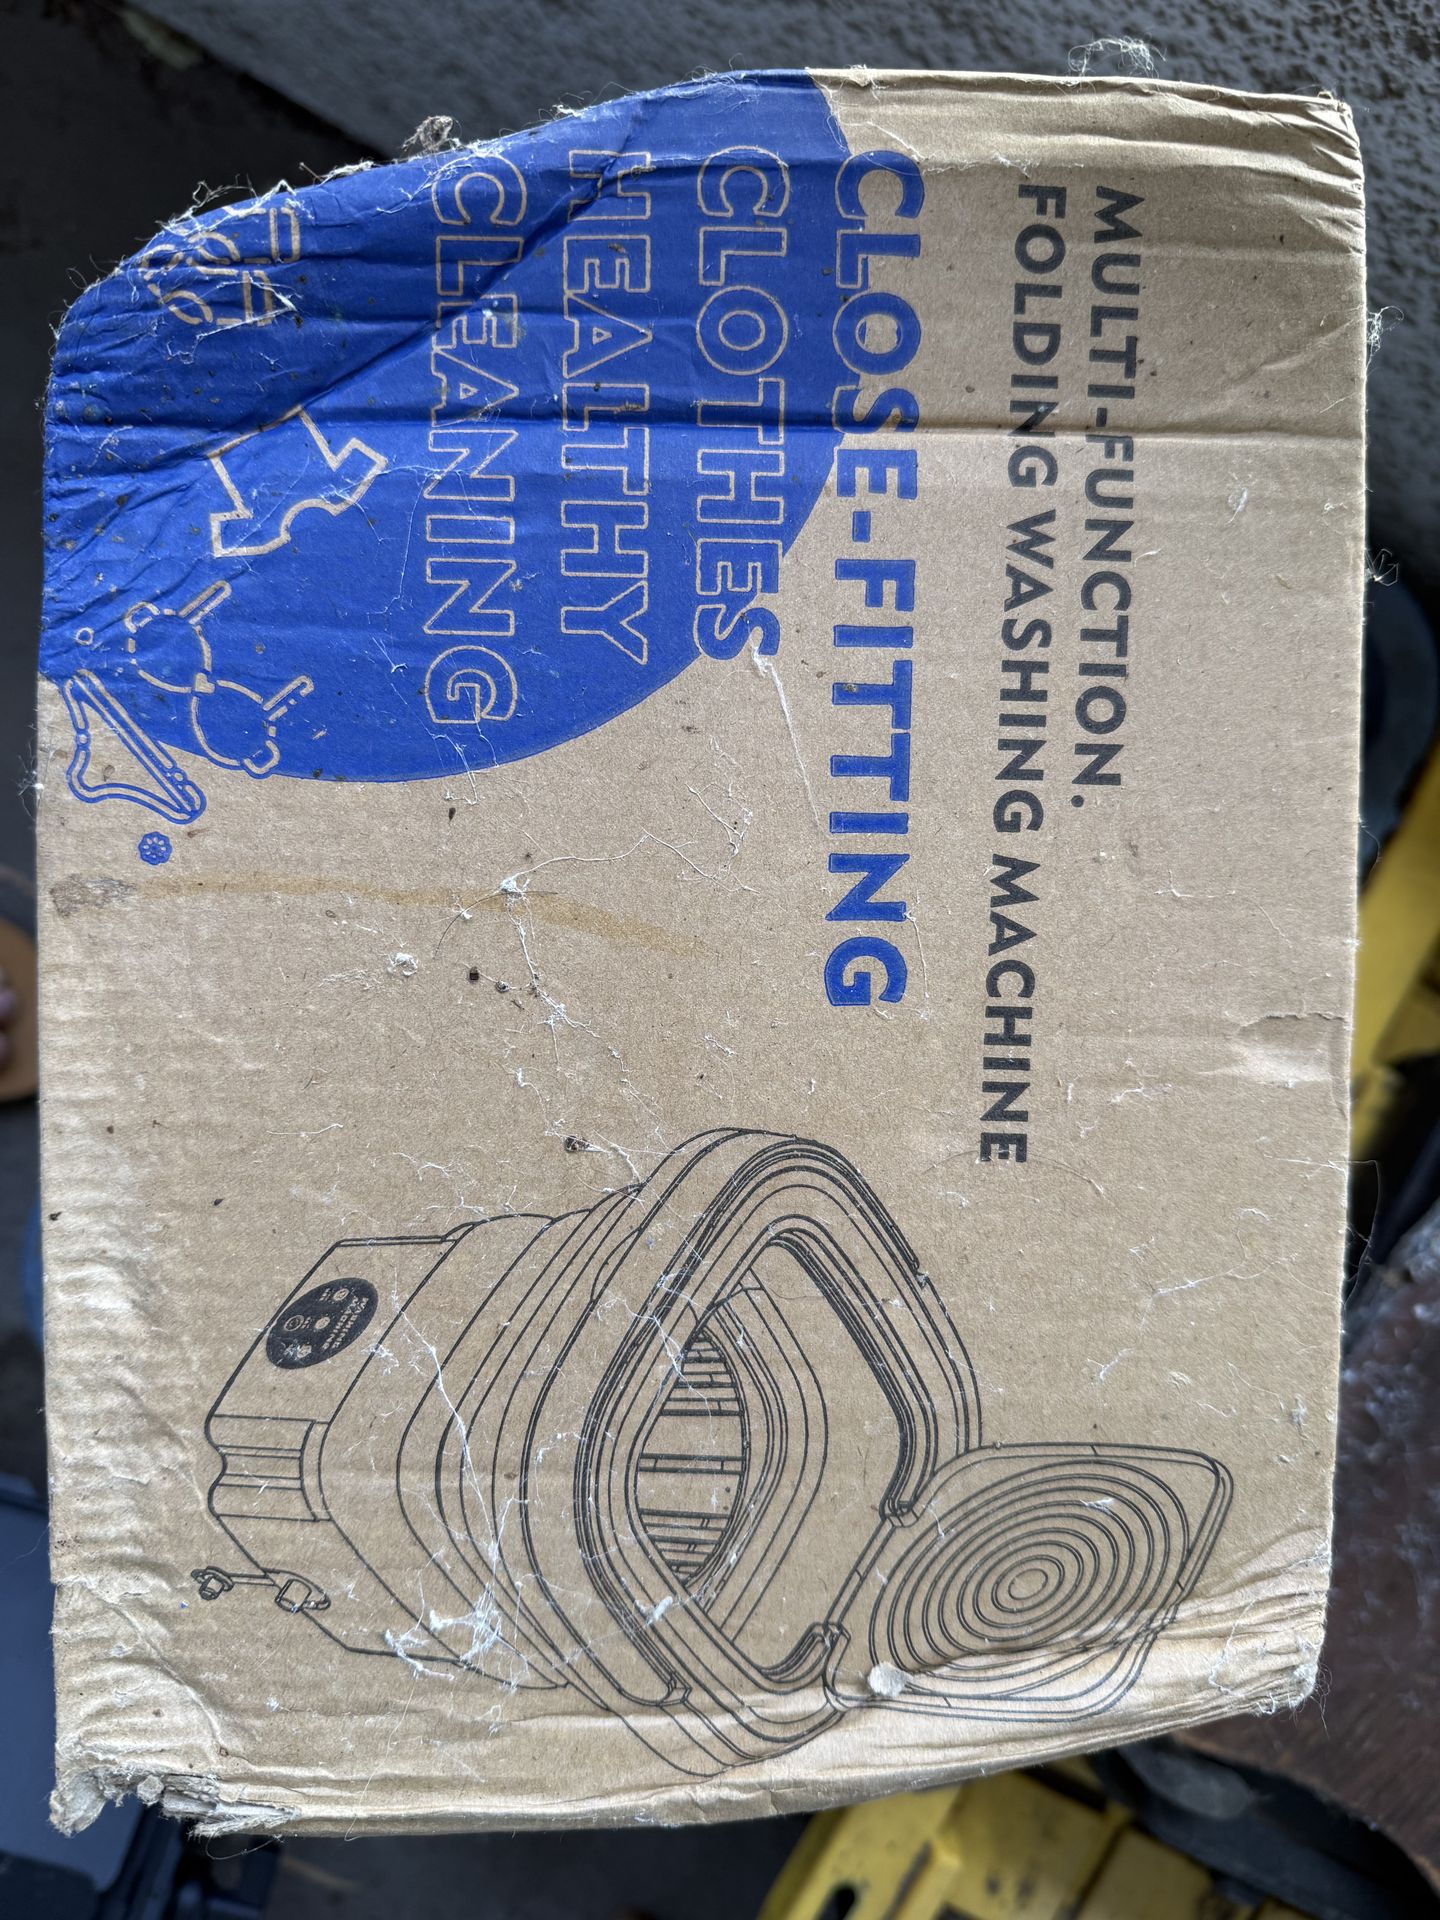 MULTI-FUNCTION.
FOLDING WASHING MACHINE
CLOSE-FITTING
CLOTHES
HEALTHY
CLEANING